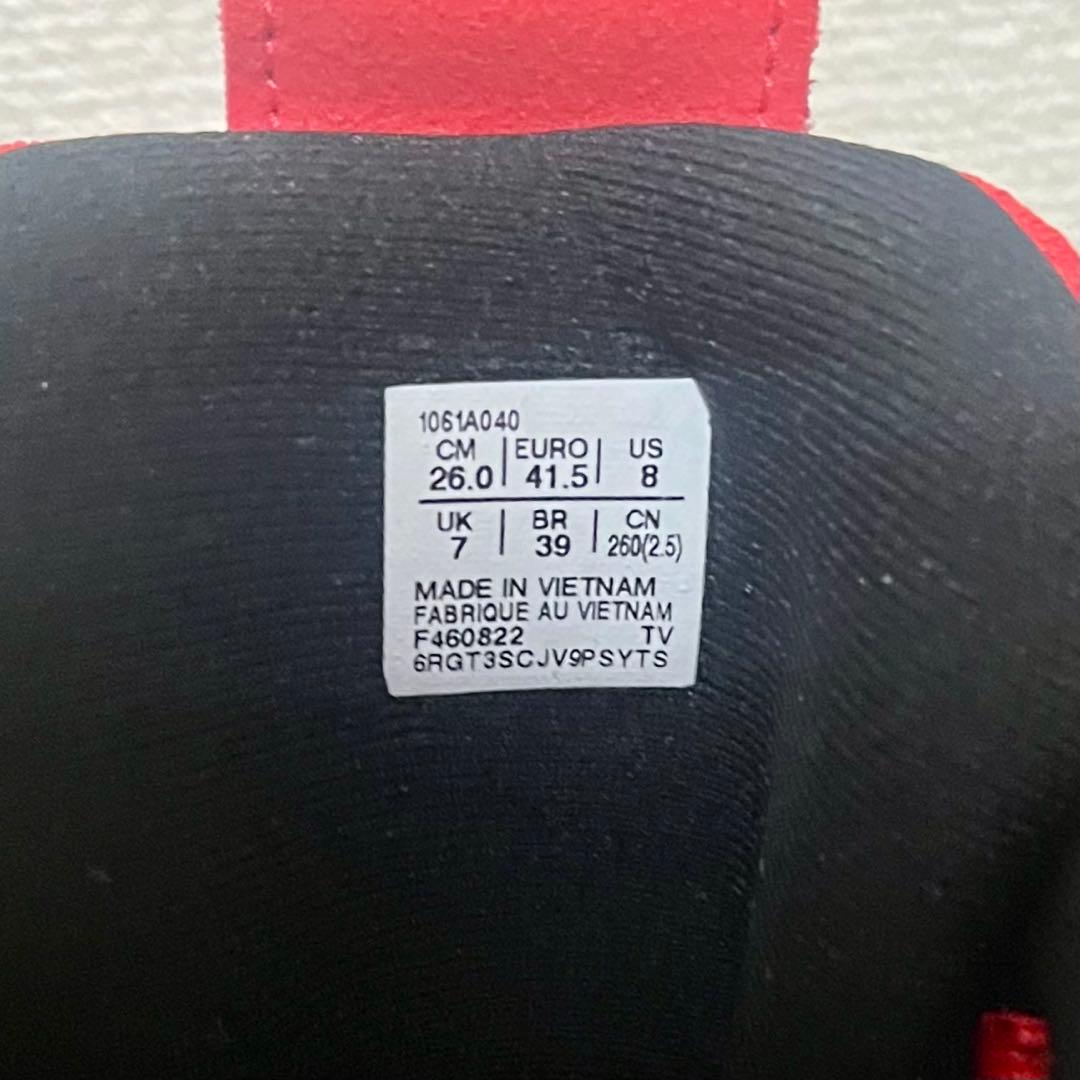 1061A040
CM | EURO | US
26.0 | 41.5 | 8
UK | BR | CN
7 | 39 | 260(2.5)
MADE IN VIETNAM
FABRIQUE AU VIETNAM
F460822 TV
6RGT3SCJV9PSYTS